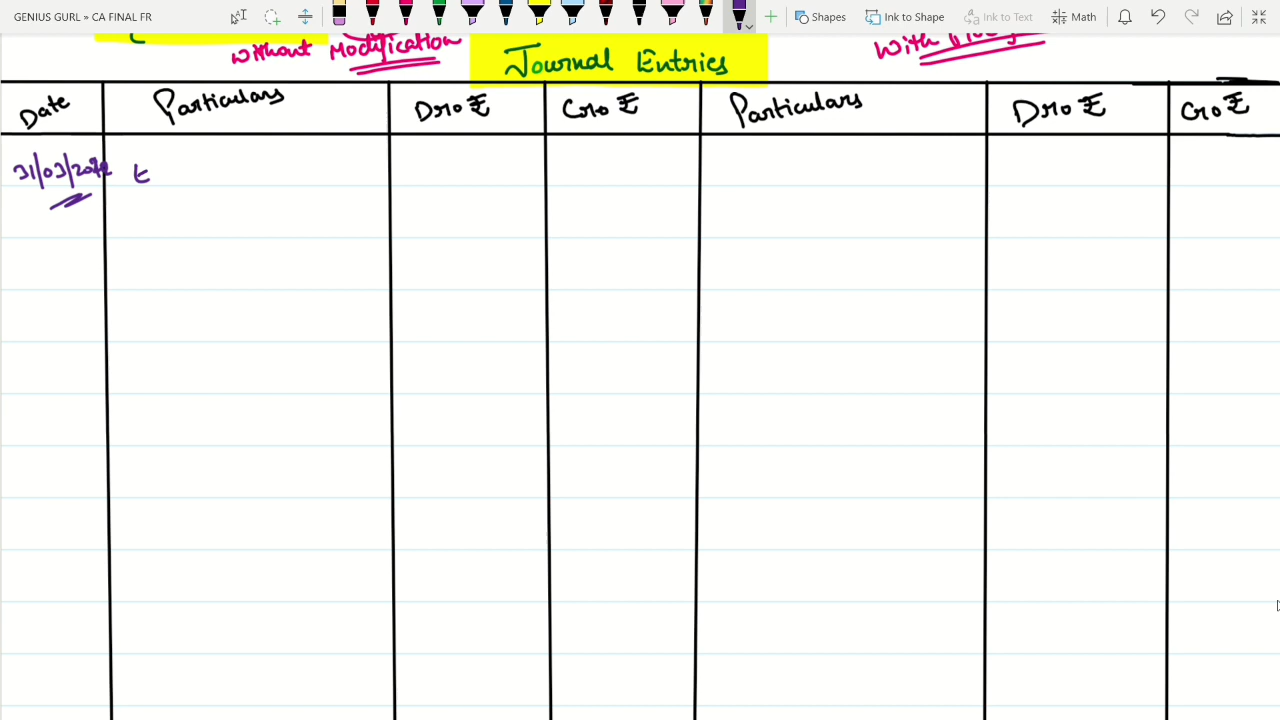 GENIUS GURL » CA FINAL FR
Shapes
Ink to Shape
Ink to Text
Math
without Modification
With
Journal Entries
Date
Particulars
Dr. ₹
Cr. ₹
Particulars
Dr. ₹
Cr. ₹
31/03/